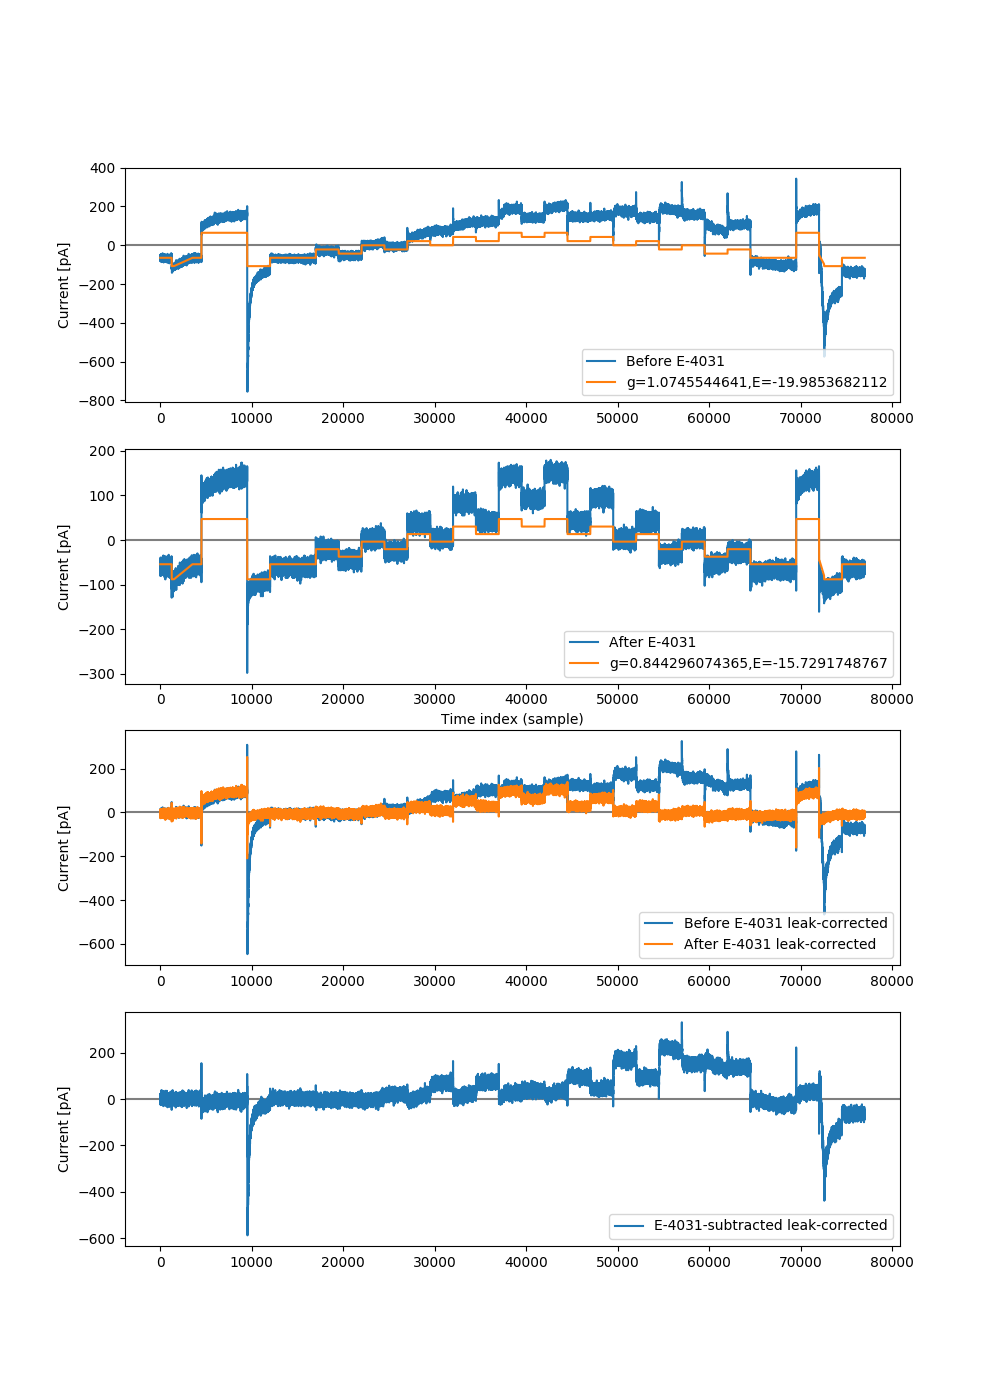 400
200
0
−200
−400
−600
−800
Current [pA]
Before E-4031
g=1.0745544641,E=-19.9853682112
0 10000 20000 30000 40000 50000 60000 70000 80000
200
100
0
−100
−200
−300
Current [pA]
After E-4031
g=0.844296074365,E=-15.7291748767
0 10000 20000 30000 40000 50000 60000 70000 80000
Time index (sample)
200
0
−200
−400
−600
Current [pA]
Before E-4031 leak-corrected
After E-4031 leak-corrected
0 10000 20000 30000 40000 50000 60000 70000 80000
200
0
−200
−400
−600
Current [pA]
E-4031-subtracted leak-corrected
0 10000 20000 30000 40000 50000 60000 70000 80000